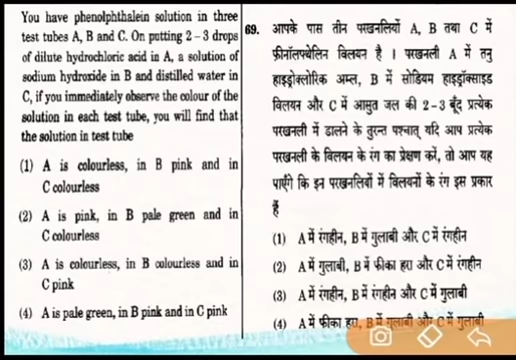 You have phenolphthalein solution in three
test tubes A, B and C. On putting 2 – 3 drops
of dilute hydrochloric acid in A, a solution of
sodium hydroxide in B and distilled water in
C, if you immediately observe the colour of the
solution in each test tube, you will find that
the solution in test tube
(1) A is colourless, in B pink and in
C colourless
(2) A is pink, in B pale green and in
C colourless
(3) A is colourless, in B colourless and in
C pink
(4) A is pale green, in B pink and in C pink
69. आपके पास तीन परखनलियों A, B तथा C में
फ़ीनॉलफ्थेलिन विलयन है । परखनली A में तनु
हाइड्रोक्लोरिक अम्ल, B में सोडियम हाइड्रॉक्साइड
विलयन और C में आसुत जल की 2-3 बूँद प्रत्येक
परखनली में डालने के तुरन्त पश्चात् यदि आप प्रत्येक
परखनली के विलयन के रंग का प्रेक्षण करें, तो आप यह
पाएँगे कि इन परखनलियों में विलयनों के रंग इस प्रकार
हैं
(1) A में रंगहीन, B में गुलाबी और C में रंगहीन
(2) A में गुलाबी, B में फीका हरा और C में रंगहीन
(3) A में रंगहीन, B में रंगहीन और C में गुलाबी
(4) A में फीका हरा, B में गुलाबी और C में गुलाबी